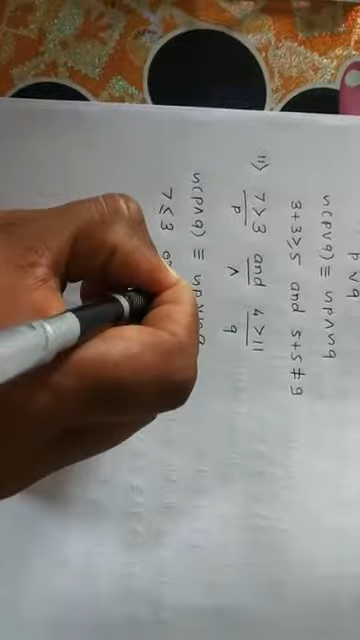 p ∨ q
~(p∨q) ≡ ~p∧~q
3+3≥5 and 5+5≠9
ii) 7>3 and 4>11
p ∧ q
~(p∧q) ≡ ~p
7≤3